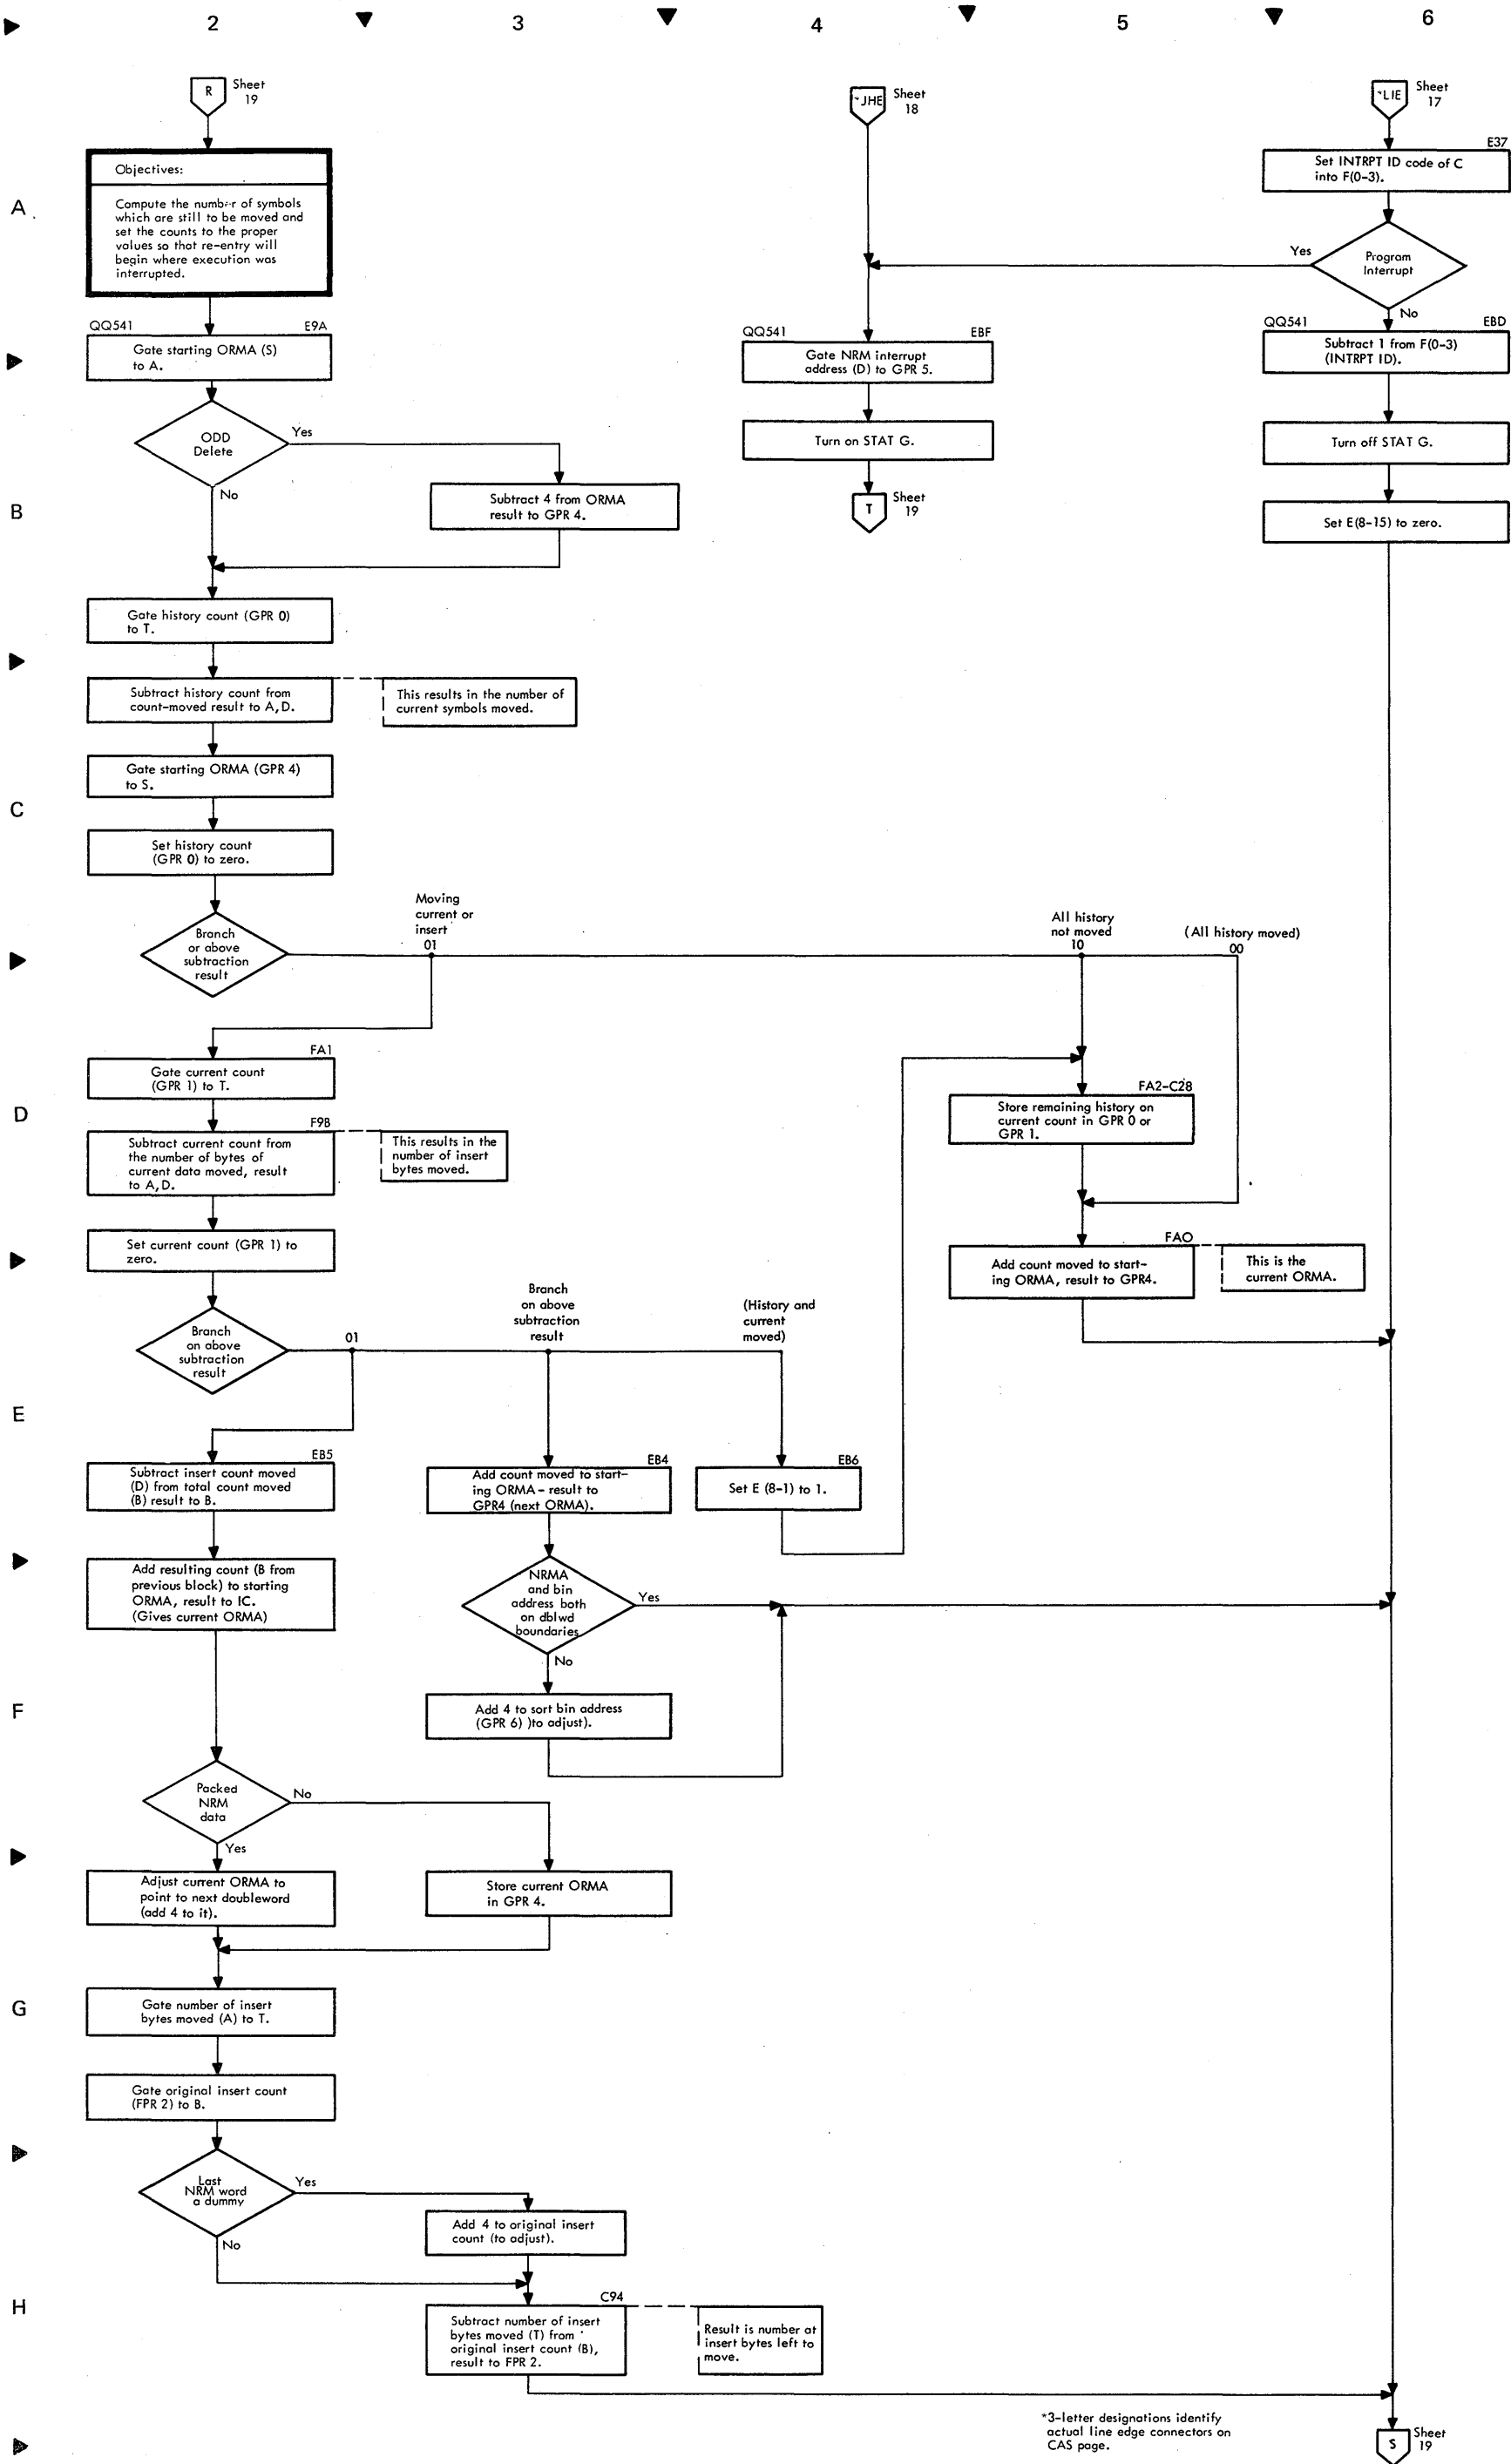 2 3 4 5 6
R
Sheet
19
*JHE
Sheet
18
*LIE
Sheet
17
A
Objectives:
Compute the number of symbols
which are still to be moved and
set the counts to the proper
values so that re-entry will
begin where execution was
interrupted.
E37
Set INTRPT ID code of C
into F(0-3).
Program
Interrupt
Yes
No
QQ541 E9A
Gate starting ORMA (S)
to A.
QQ541 EBF
Gate NRM interrupt
address (D) to GPR 5.
QQ541 EBD
Subtract 1 from F(0-3)
(INTRPT ID).
ODD
Delete
Yes
No
Turn on STAT G.
Turn off STAT G.
B
Subtract 4 from ORMA
result to GPR 4.
T
Sheet
19
Set E(8-15) to zero.
Gate history count (GPR 0)
to T.
Subtract history count from
count-moved result to A,D.
This results in the number of
current symbols moved.
Gate starting ORMA (GPR 4)
to S.
C
Set history count
(GPR 0) to zero.
Branch
or above
subtraction
result
Moving
current or
insert
01
All history
not moved
10
(All history moved)
00
D
FA1
Gate current count
(GPR 1) to T.
FA2-C28
Store remaining history on
current count in GPR 0 or
GPR 1.
F9B
Subtract current count from
the number of bytes of
current data moved, result
to A,D.
This results in the
number of insert
bytes moved.
Set current count (GPR 1) to
zero.
FAO
Add count moved to start-
ing ORMA, result to GPR4.
This is the
current ORMA.
Branch
on above
subtraction
result
01
Branch
on above
subtraction
result
(History and
current
moved)
E
EB5
Subtract insert count moved
(D) from total count moved
(B) result to B.
EB4
Add count moved to start-
ing ORMA - result to
GPR4 (next ORMA).
EB6
Set E (8-1) to 1.
Add resulting count (B from
previous block) to starting
ORMA, result to IC.
(Gives current ORMA)
NRMA
and bin
address both
on dblwd
boundaries
Yes
No
F
Add 4 to sort bin address
(GPR 6) )to adjust).
Packed
NRM
data
No
Yes
Adjust current ORMA to
point to next doubleword
(add 4 to it).
Store current ORMA
in GPR 4.
G
Gate number of insert
bytes moved (A) to T.
Gate original insert count
(FPR 2) to B.
Last
NRM word
a dummy
Yes
No
Add 4 to original insert
count (to adjust).
H
C94
Subtract number of insert
bytes moved (T) from
original insert count (B),
result to FPR 2.
Result is number at
insert bytes left to
move.
*3-letter designations identify
actual line edge connectors on
CAS page.
S
Sheet
19